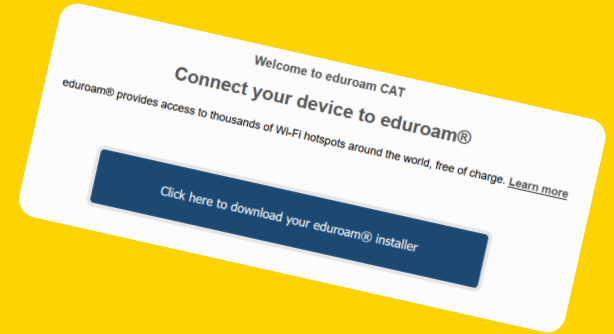 Welcome to eduroam CAT
Connect your device to eduroam®
eduroam® provides access to thousands of Wi-Fi hotspots around the world, free of charge. Learn more
Click here to download your eduroam® installer